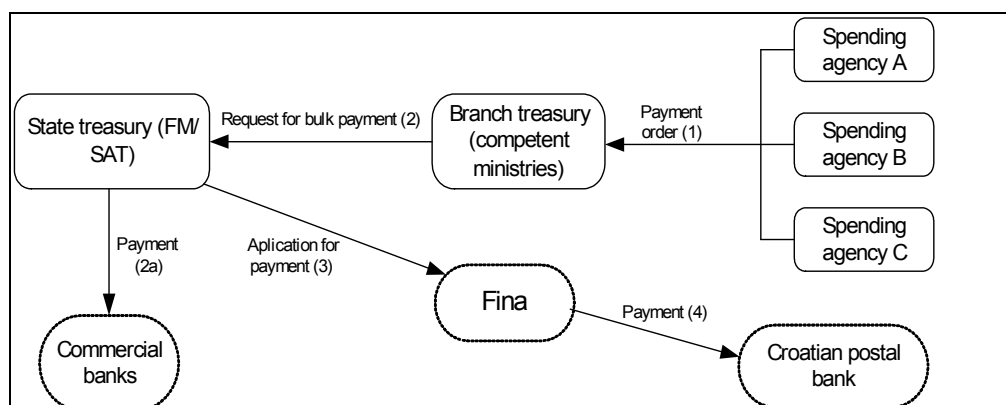 Spending
agency A
State treasury (FM/
SAT)
Request for bulk payment (2)
Branch treasury
(competent
ministries)
Payment
order (1)
Spending
agency B
Spending
agency C
Payment
(2a)
Aplication for
payment (3)
Fina
Payment (4)
Commercial
banks
Croatian postal
bank